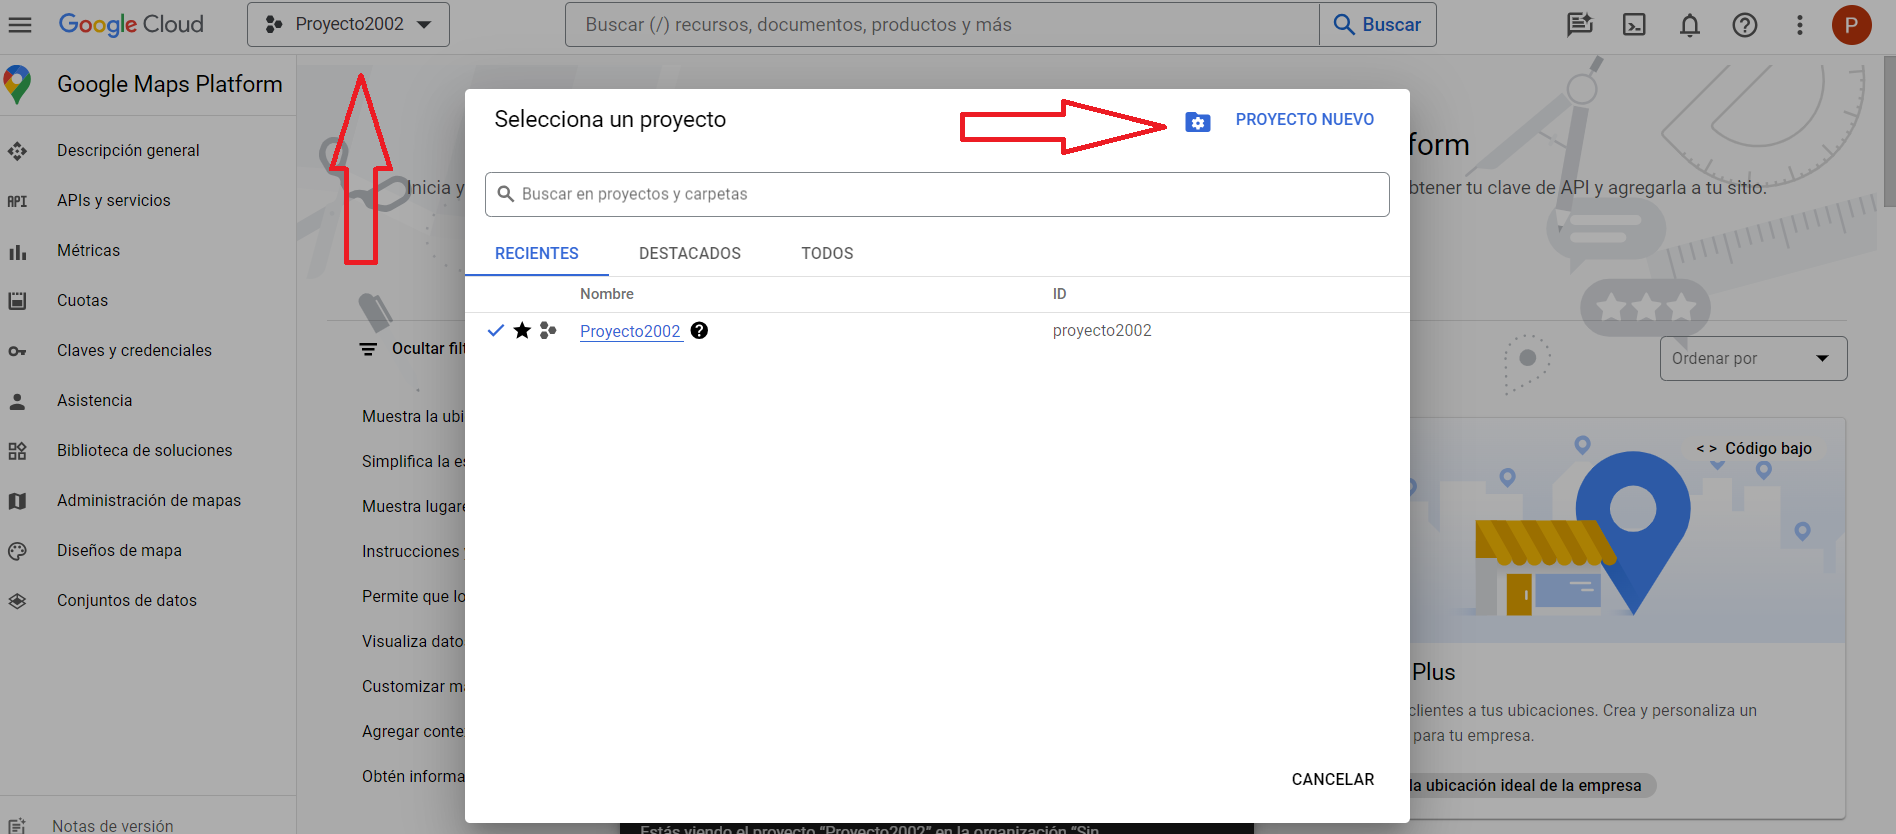 Google Cloud
Proyecto2002
Buscar (/) recursos, documentos, productos y más
Buscar
P
Google Maps Platform
Descripción general
API
APIs y servicios
Métricas
Cuotas
Claves y credenciales
Asistencia
Biblioteca de soluciones
Administración de mapas
Diseños de mapa
Conjuntos de datos
Notas de versión
Inicia y
Ocultar filt
Muestra la ubi
Simplifica la es
Muestra lugare
Instrucciones
Permite que lo
Visualiza dato
Customizar ma
Agregar conte
Obtén informa
Selecciona un proyecto
PROYECTO NUEVO
Buscar en proyectos y carpetas
RECIENTES
DESTACADOS
TODOS
Nombre
ID
Proyecto2002
proyecto2002
CANCELAR
form
btener tu clave de API y agregarla a tu sitio.
Ordenar por
< > Código bajo
Plus
clientes a tus ubicaciones. Crea y personaliza un
para tu empresa.
la ubicación ideal de la empresa
Estás viendo el proyecto “Proyecto2002” en la organización “Sin